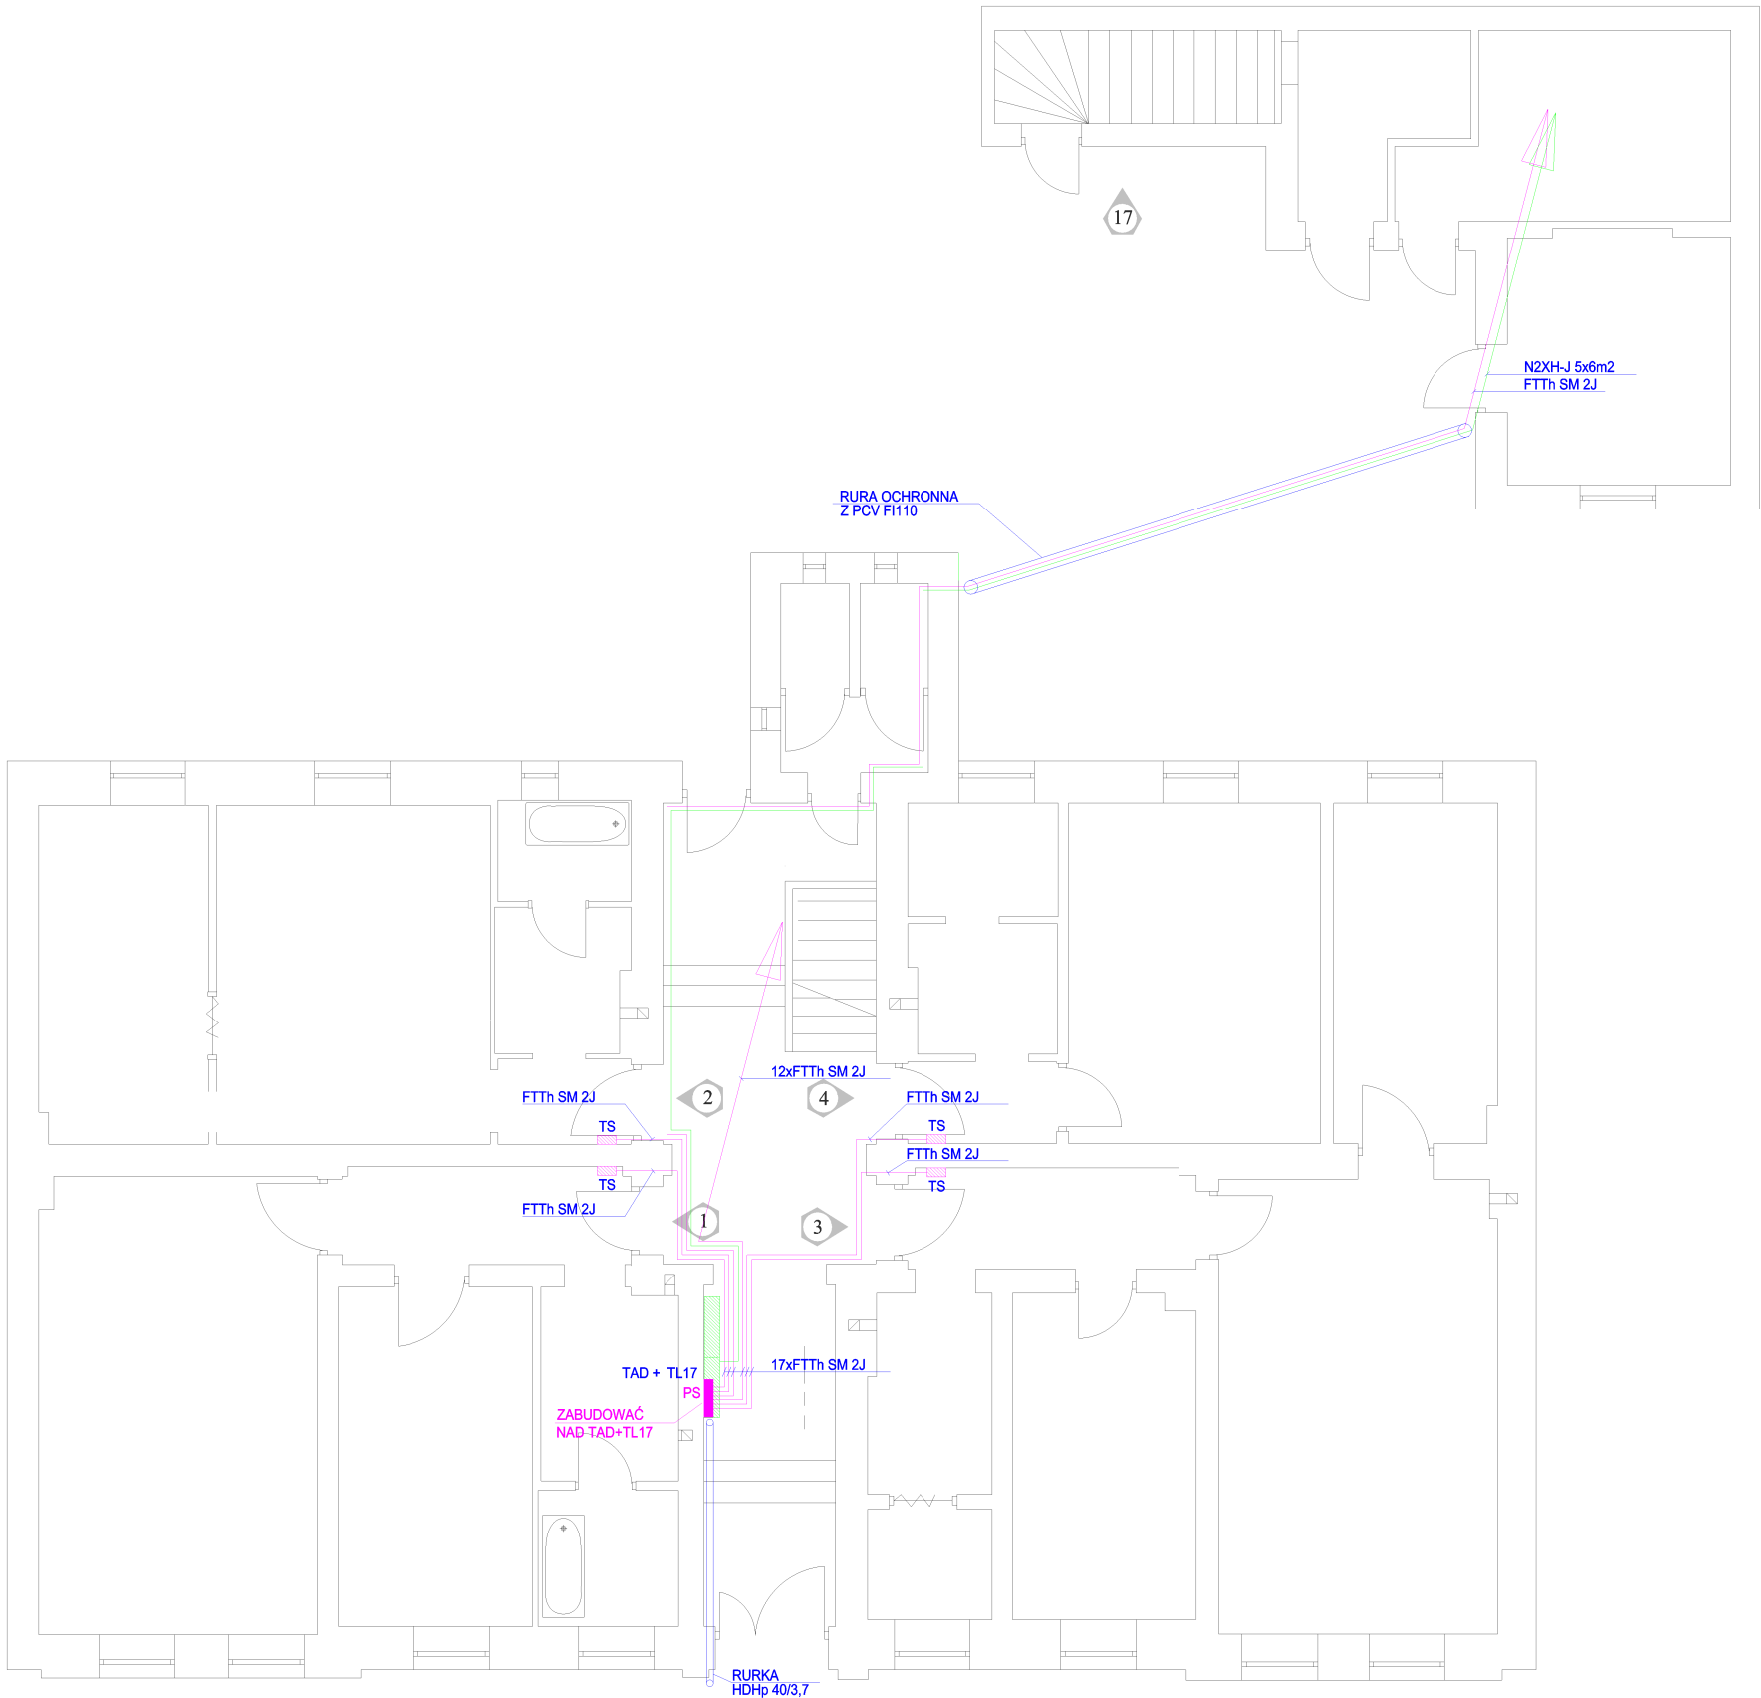 17
N2XH-J 5x6m2
FTTh SM 2J
RURA OCHRONNA
Z PCV FI110
12xFTTh SM 2J
2
4
FTTh SM 2J
FTTh SM 2J
TS
TS
FTTh SM 2J
TS
TS
FTTh SM 2J
1
3
17xFTTh SM 2J
TAD + TL17
PS
ZABUDOWAĆ
NAD TAD+TL17
RURKA
HDHp 40/3,7